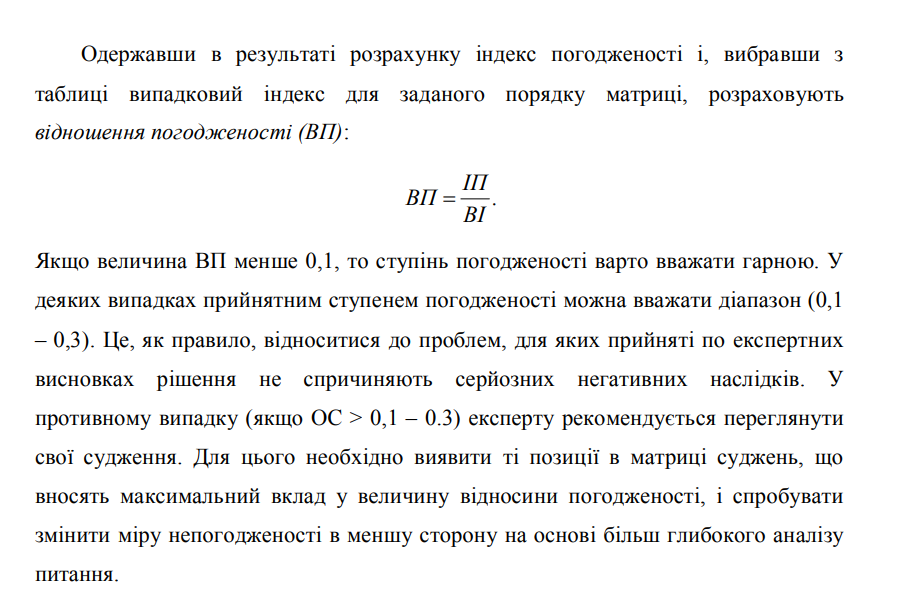 Одержавши в результаті розрахунку індекс погодженості і, вибравши з
таблиці випадковий індекс для заданого порядку матриці, розраховують
відношення погодженості (ВП):
ВП = ІП / ВІ.
Якщо величина ВП менше 0,1, то ступінь погодженості варто вважати гарною. У
деяких випадках прийнятним ступенем погодженості можна вважати діапазон (0,1
– 0,3). Це, як правило, відноситися до проблем, для яких прийняті по експертних
висновках рішення не спричиняють серйозних негативних наслідків. У
противному випадку (якщо ОС > 0,1 – 0.3) експерту рекомендується переглянути
свої судження. Для цього необхідно виявити ті позиції в матриці суджень, що
вносять максимальний вклад у величину відносини погодженості, і спробувати
змінити міру непогодженості в меншу сторону на основі більш глибокого аналізу
питання.